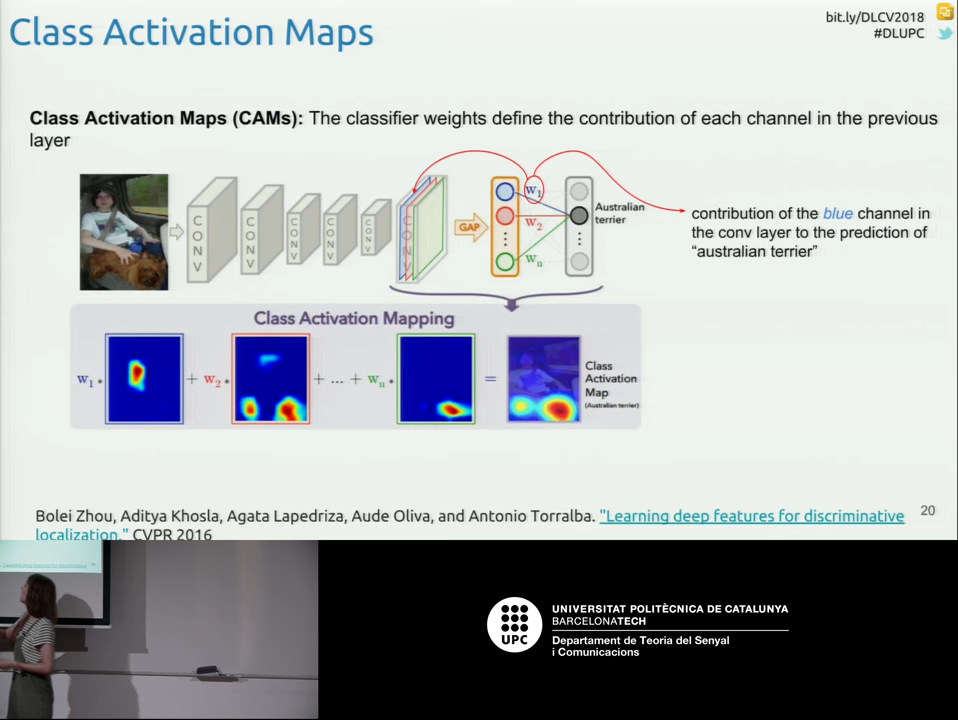 Class Activation Maps
bit.ly/DLCV2018
#DLUPC
Class Activation Maps (CAMs): The classifier weights define the contribution of each channel in the previous
layer
CONV
CONV
CONV
CONV
CONV
CONV
GAP
w1
w2
⋮
wn
Australian
terrier
⋮
contribution of the blue channel in
the conv layer to the prediction of
“australian terrier”
Class Activation Mapping
w1 * + w2 * + ... + wn * =
Class
Activation
Map
(Australian terrier)
Bolei Zhou, Aditya Khosla, Agata Lapedriza, Aude Oliva, and Antonio Torralba. "Learning deep features for discriminative
localization." CVPR 2016
20
UPC
UNIVERSITAT POLITÈCNICA DE CATALUNYA
BARCELONATECH
Departament de Teoria del Senyal
i Comunicacions